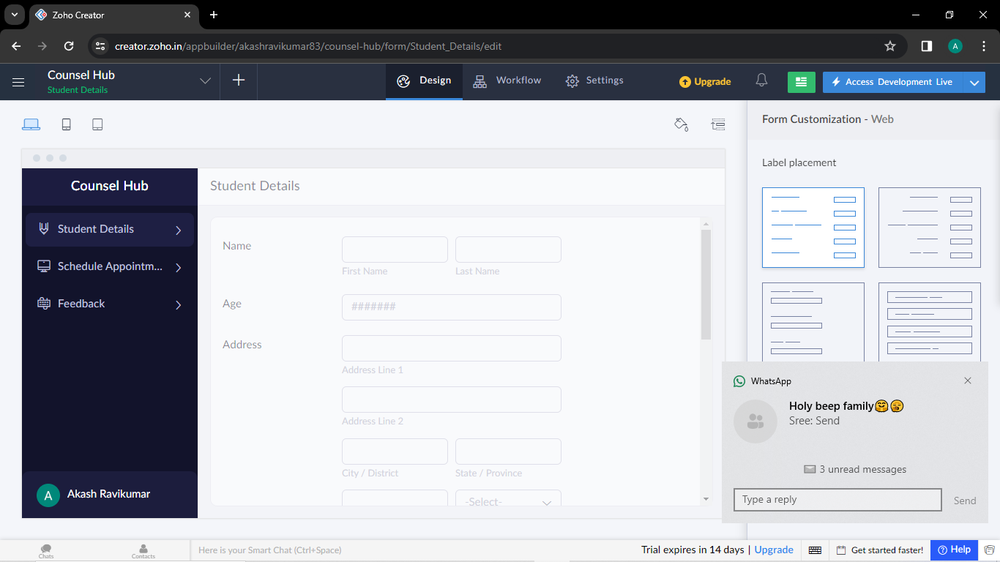 Zoho Creator
creator.zoho.in/appbuilder/akashravikumar83/counsel-hub/form/Student_Details/edit
A
Counsel Hub
Student Details
Design
Workflow
Settings
Upgrade
Access Development Live
Form Customization - Web
Label placement
Counsel Hub
Student Details
Schedule Appointm...
Feedback
A
Akash Ravikumar
Student Details
Name
First Name
Last Name
Age
#######
Address
Address Line 1
Address Line 2
City / District
State / Province
-Select-
WhatsApp
Holy beep family🤗🥱
Sree: Send
3 unread messages
Type a reply
Send
Chats
Contacts
Here is your Smart Chat (Ctrl+Space)
Trial expires in 14 days | Upgrade
Get started faster!
Help